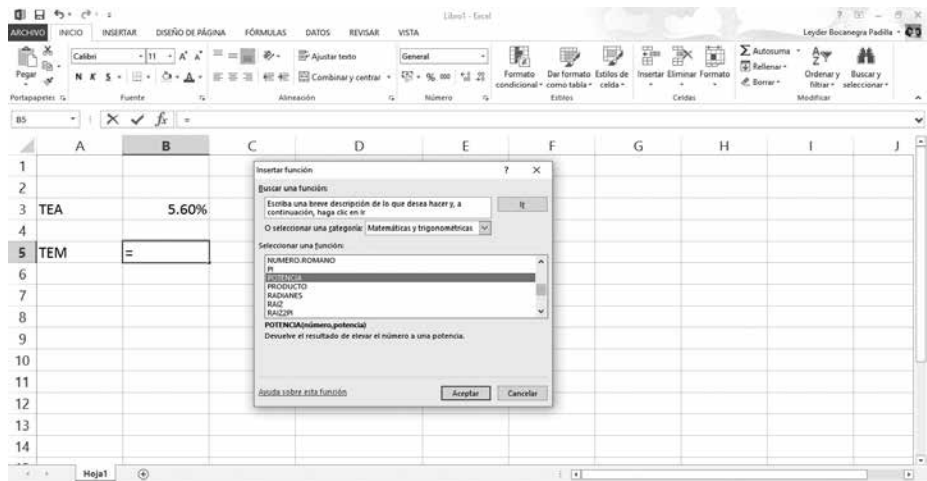 Libro1 - Excel
ARCHIVO INICIO INSERTAR DISEÑO DE PÁGINA FÓRMULAS DATOS REVISAR VISTA Leyder Bocanegra Padilla
Pegar
Calibri 11 A A
N K S
Ajustar texto
Combinar y centrar
General
% 000
Formato condicional
Dar formato como tabla
Estilos de celda
Insertar Eliminar Formato
Autosuma
Rellenar
Borrar
Ordenar y filtrar
Buscar y seleccionar
Portapapeles Fuente Alineación Número Estilos Celdas Modificar
B5 fx =
A B C D E F G H I J
1
2
3 TEA 5.60%
4
5 TEM =
6
7
8
9
10
11
12
13
14
Insertar función ? X
Buscar una función:
Escriba una breve descripción de lo que desea hacer y, a
continuación, haga clic en Ir
Ir
O seleccionar una categoría: Matemáticas y trigonométricas
Seleccionar una función:
NUMERO.ROMANO
PI
POTENCIA
PRODUCTO
RADIANES
RAIZ
RAIZ2PI
POTENCIA(número,potencia)
Devuelve el resultado de elevar el número a una potencia.
Ayuda sobre esta función
Aceptar Cancelar
Hoja1